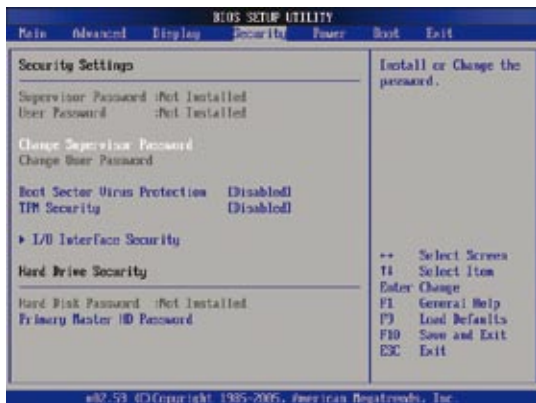 BIOS SETUP UTILITY
Main Advanced Display Security Power Boot Exit
Security Settings
Supervisor Password :Not Installed
User Password :Not Installed
Change Supervisor Password
Change User Password
Boot Sector Virus Protection [Disabled]
TPM Security [Disabled]
I/O Interface Security
Hard Drive Security
Hard Disk Password :Not Installed
Primary Master HD Password
Install or Change the
password.
↔ Select Screen
↑↓ Select Item
Enter Change
F1 General Help
F9 Load Defaults
F10 Save and Exit
ESC Exit
v02.59 (C)Copyright 1985-2005, American Megatrends, Inc.